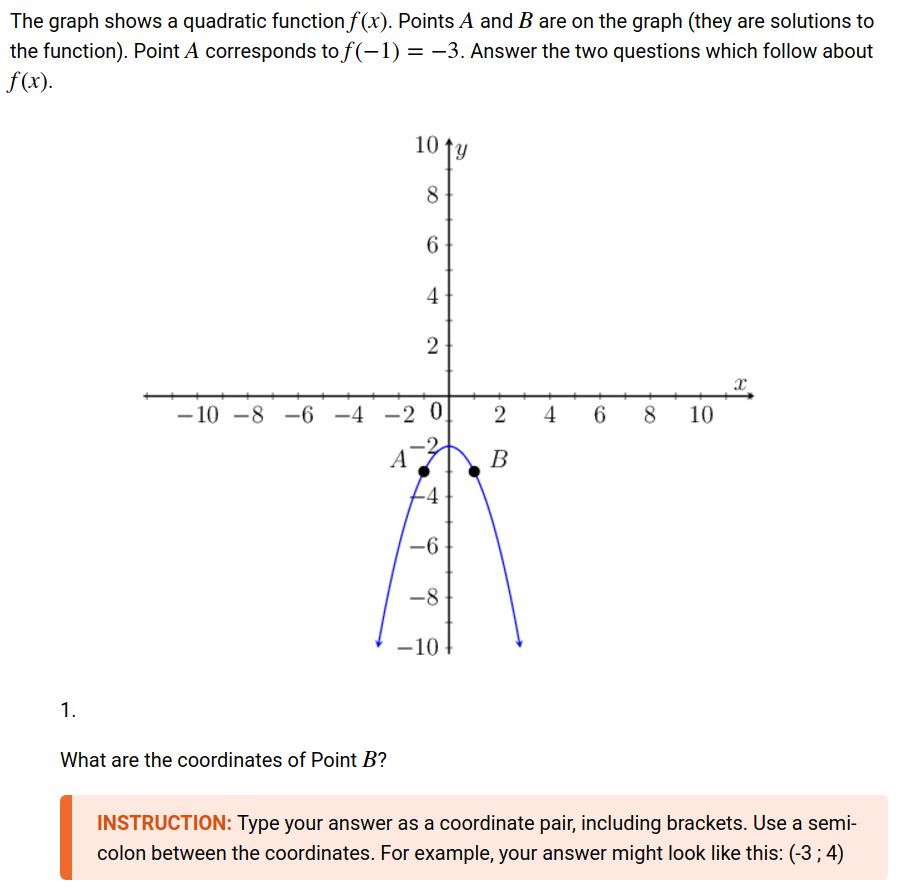 The graph shows a quadratic function f(x). Points A and B are on the graph (they are solutions to
the function). Point A corresponds to f(−1) = −3. Answer the two questions which follow about
f(x).
10 y
8
6
4
2
x
−10 −8 −6 −4 −2 0 2 4 6 8 10
−2
A B
−4
−6
−8
−10
1.
What are the coordinates of Point B?
INSTRUCTION: Type your answer as a coordinate pair, including brackets. Use a semi-
colon between the coordinates. For example, your answer might look like this: (-3 ; 4)